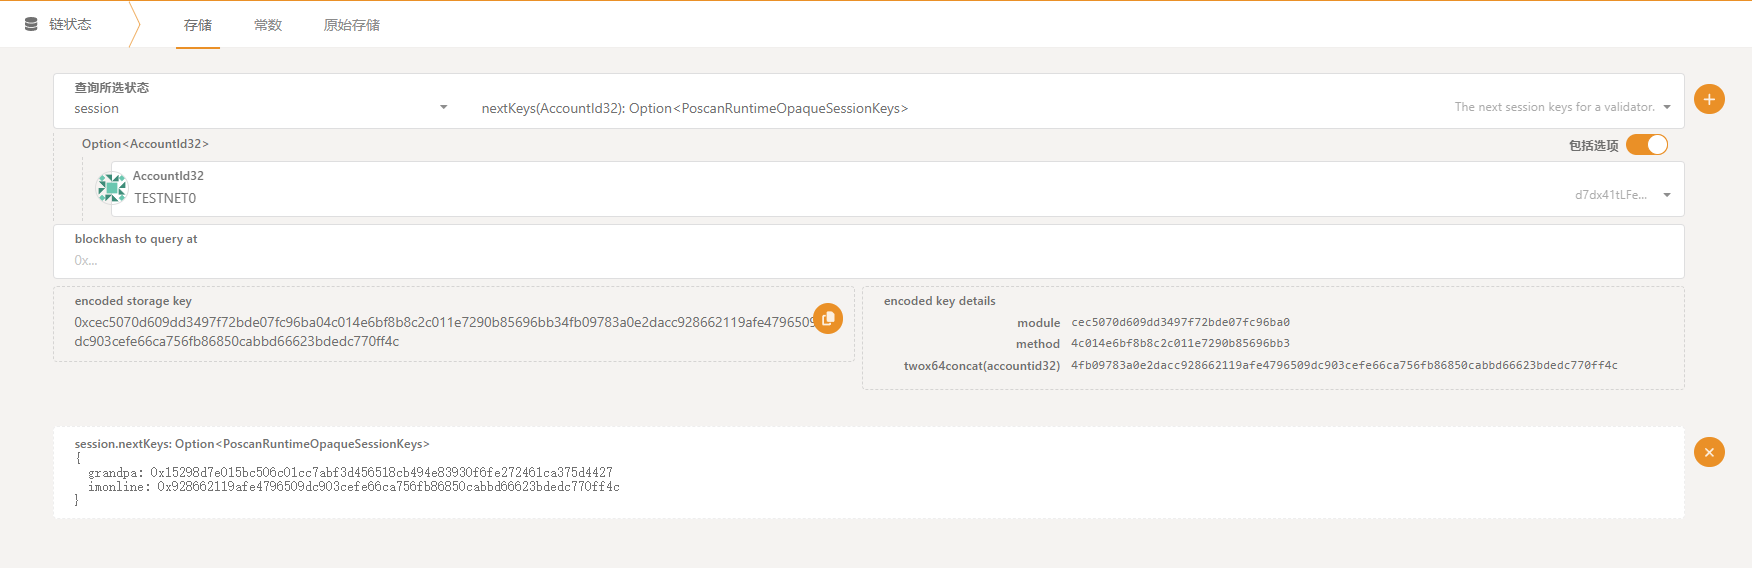 链状态
存储
常数
原始存储
查询所选状态
session
nextKeys(AccountId32): Option<PoscanRuntimeOpaqueSessionKeys>
The next session keys for a validator.
Option<AccountId32>
包括选项
AccountId32
TESTNET0
d7dx41tLFe...
blockhash to query at
0x...
encoded storage key
0xcec5070d609dd3497f72bde07fc96ba04c014e6bf8b8c2c011e7290b85696bb34fb09783a0e2dacc928662119afe4796509
dc903cefe66ca756fb86850cabbd66623bdedc770ff4c
encoded key details
module cec5070d609dd3497f72bde07fc96ba0
method 4c014e6bf8b8c2c011e7290b85696bb3
twox64concat(accountid32) 4fb09783a0e2dacc928662119afe4796509dc903cefe66ca756fb86850cabbd66623bdedc770ff4c
session.nextKeys: Option<PoscanRuntimeOpaqueSessionKeys>
{
grandpa: 0x15298d7e015bc506c01cc7abf3d456518cb494e83930f6fe272461ca375d4427
imonline: 0x928662119afe4796509dc903cefe66ca756fb86850cabbd66623bdedc770ff4c
}